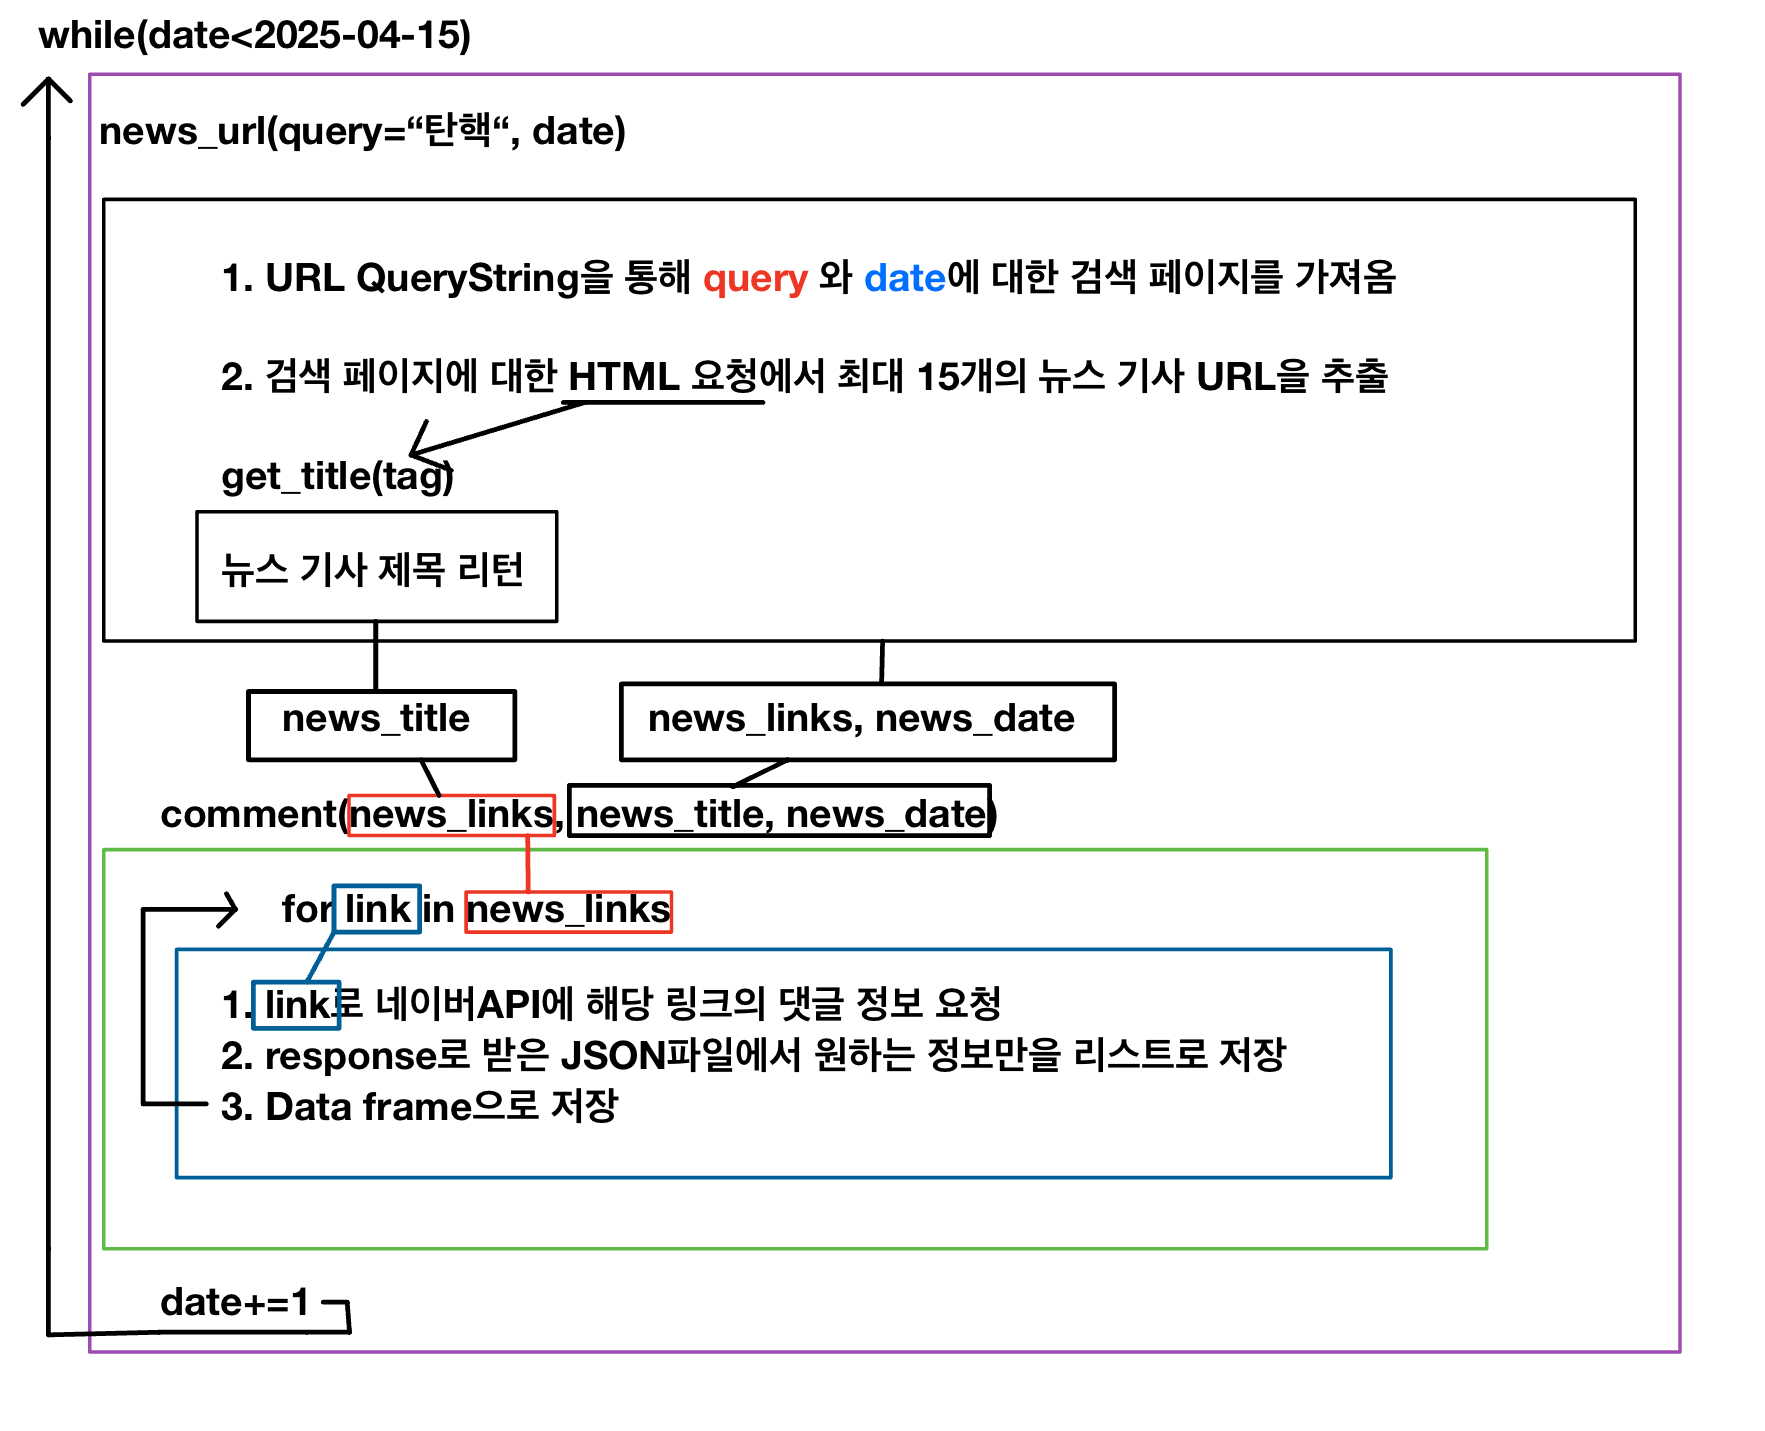 while(date<2025-04-15)
news_url(query=“탄핵“, date)
1. URL QueryString을 통해 query 와 date에 대한 검색 페이지를 가져옴
2. 검색 페이지에 대한 HTML 요청에서 최대 15개의 뉴스 기사 URL을 추출
get_title(tag)
뉴스 기사 제목 리턴
news_title
news_links, news_date
comment(news_links, news_title, news_date)
for link in news_links
1. link로 네이버API에 해당 링크의 댓글 정보 요청
2. response로 받은 JSON파일에서 원하는 정보만을 리스트로 저장
3. Data frame으로 저장
date+=1